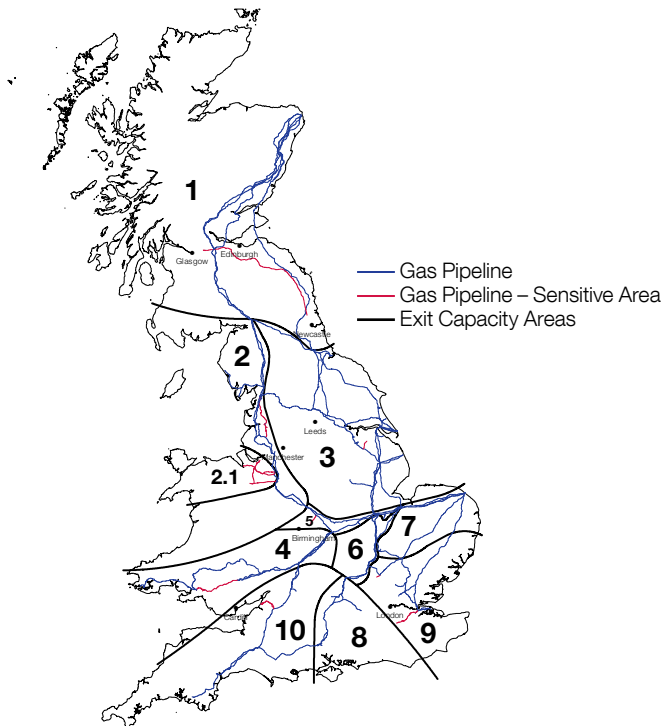 1
Glasgow
Edinburgh
Gas Pipeline
Gas Pipeline – Sensitive Area
Exit Capacity Areas
Newcastle
2
Leeds
Manchester
3
2.1
5
Birmingham
4
6
7
Cardiff
London
10
8
9